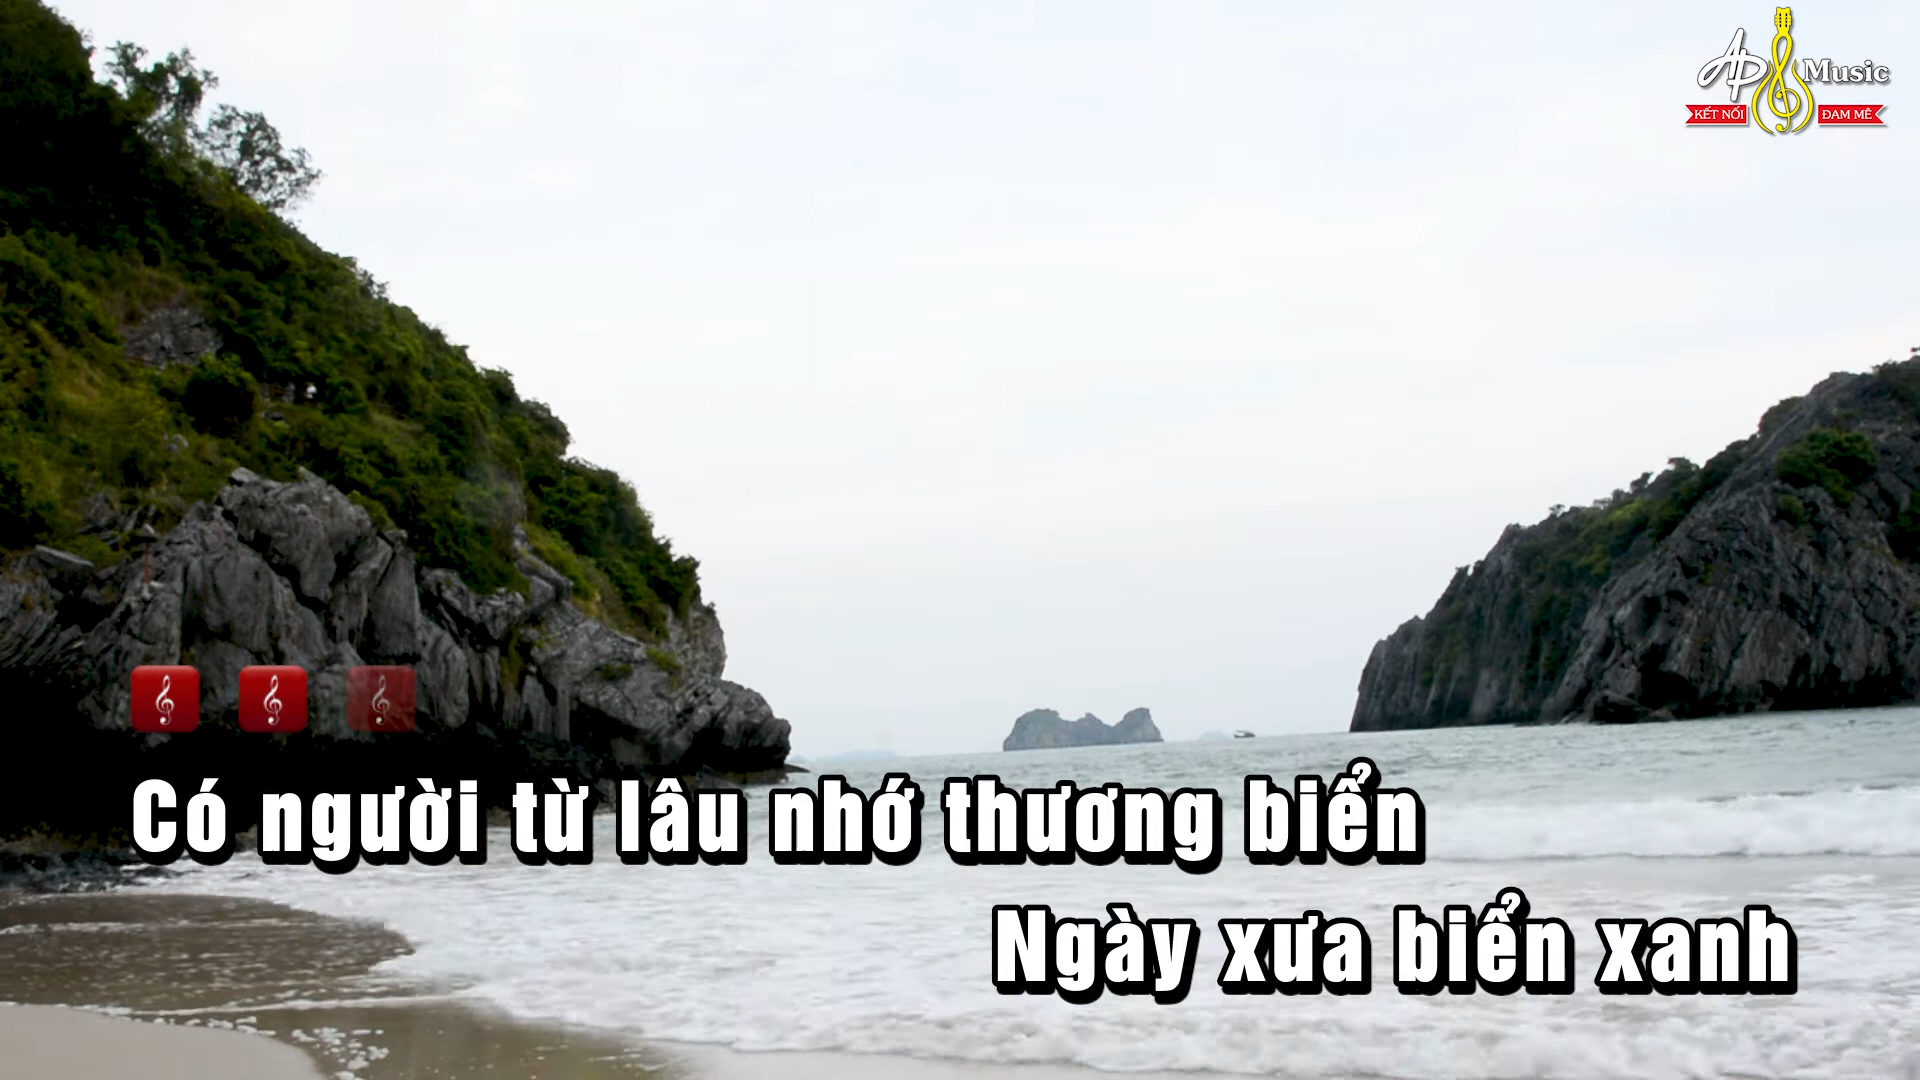 AP Music
KẾT NỐI ĐAM MÊ
Có người từ lâu nhớ thương biển
Ngày xưa biển xanh